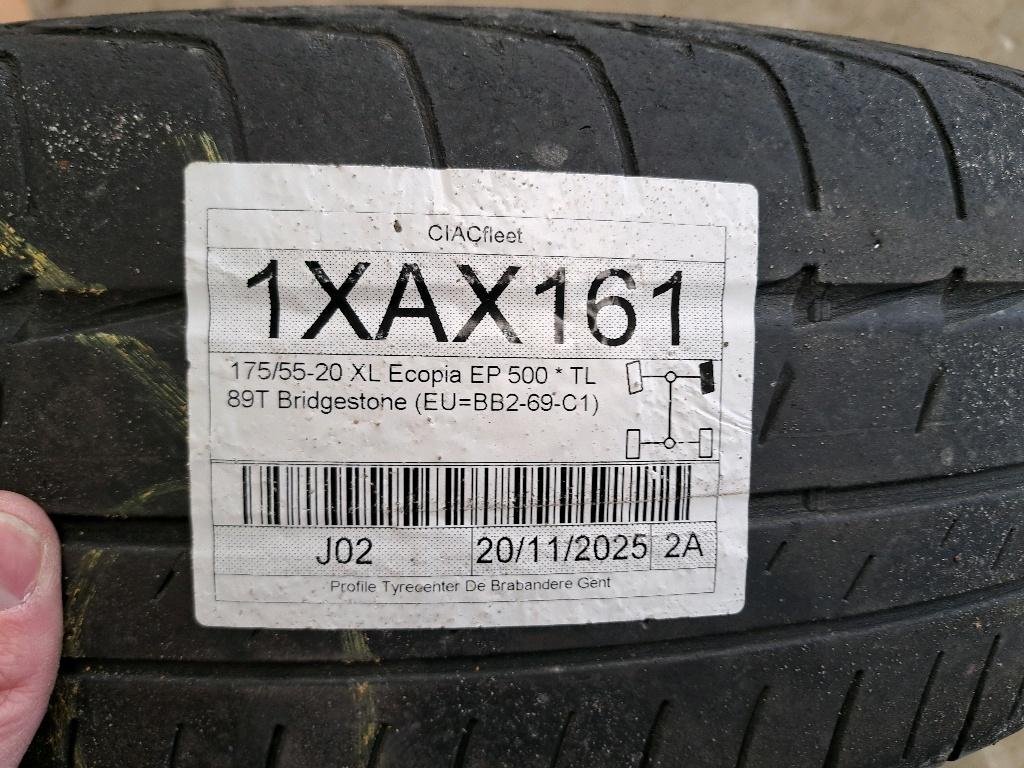 CIACfleet
1XAX161
175/55-20 XL Ecopia EP 500 * TL
89T Bridgestone (EU=BB2-69-C1)
J02 20/11/2025 2A
Profile Tyrecenter De Brabandere Gent